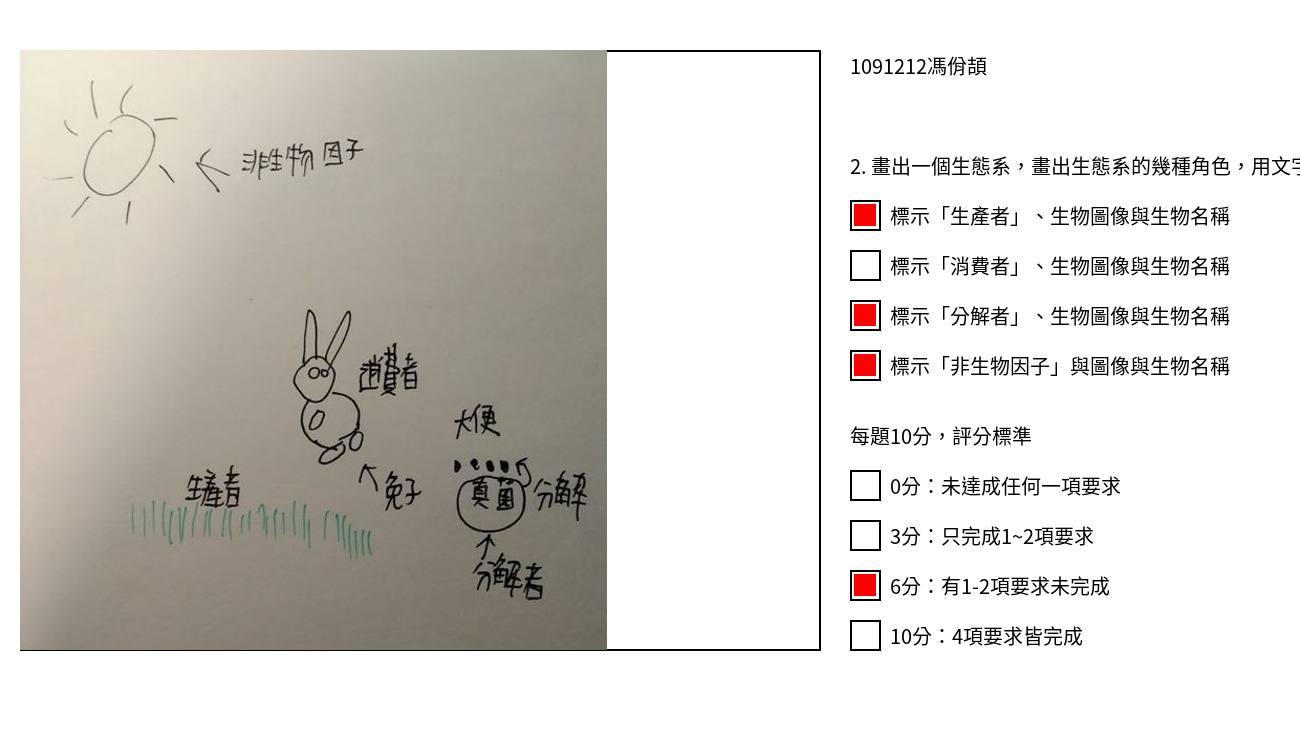 非生物因子
消費者
大便
生產者
兔子
真菌
分解
分解者
1091212馮佾頡
2. 畫出一個生態系，畫出生態系的幾種角色，用文字
標示「生產者」、生物圖像與生物名稱
標示「消費者」、生物圖像與生物名稱
標示「分解者」、生物圖像與生物名稱
標示「非生物因子」與圖像與生物名稱
每題10分，評分標準
0分：未達成任何一項要求
3分：只完成1~2項要求
6分：有1-2項要求未完成
10分：4項要求皆完成